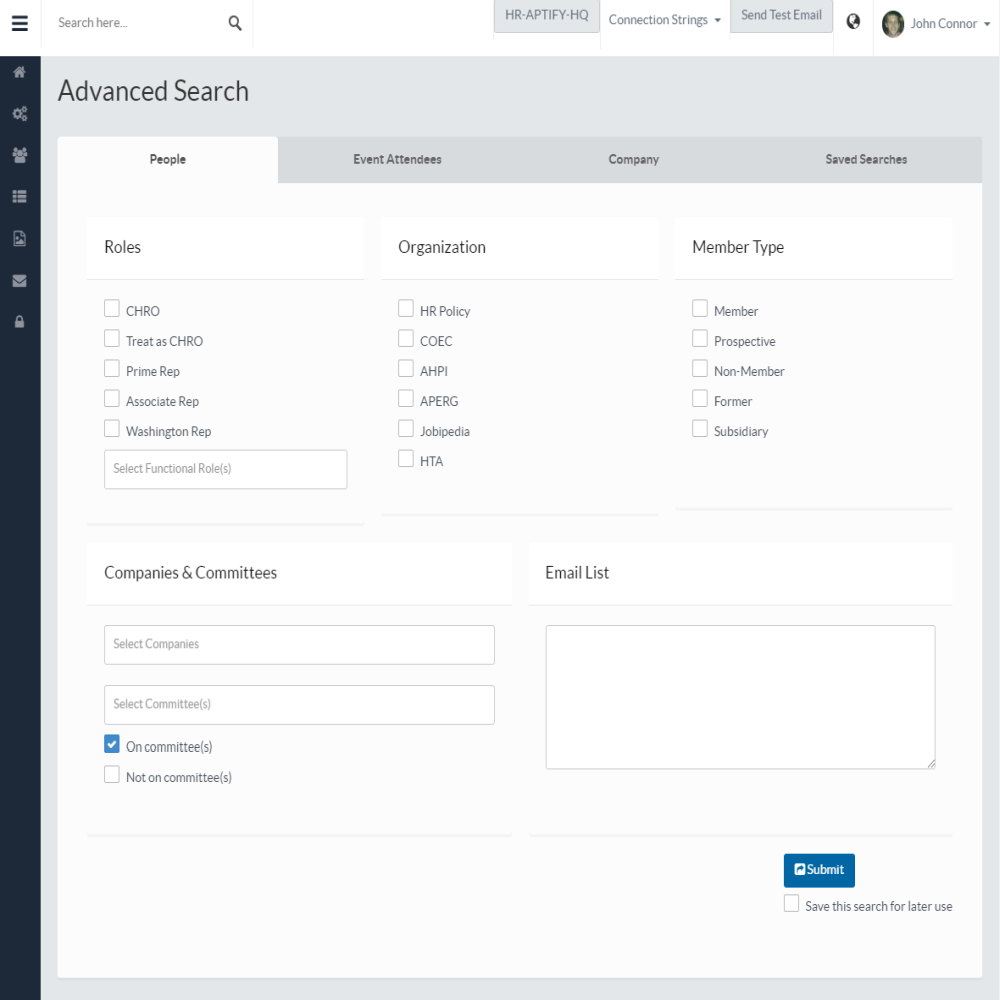 Search here...
HR-APTIFY-HQ
Connection Strings
Send Test Email
John Connor
Advanced Search
People
Event Attendees
Company
Saved Searches
Roles
CHRO
Treat as CHRO
Prime Rep
Associate Rep
Washington Rep
Select Functional Role(s)
Organization
HR Policy
COEC
AHPI
APERG
Jobipedia
HTA
Member Type
Member
Prospective
Non-Member
Former
Subsidiary
Companies & Committees
Select Companies
Select Committee(s)
On committee(s)
Not on committee(s)
Email List
Submit
Save this search for later use